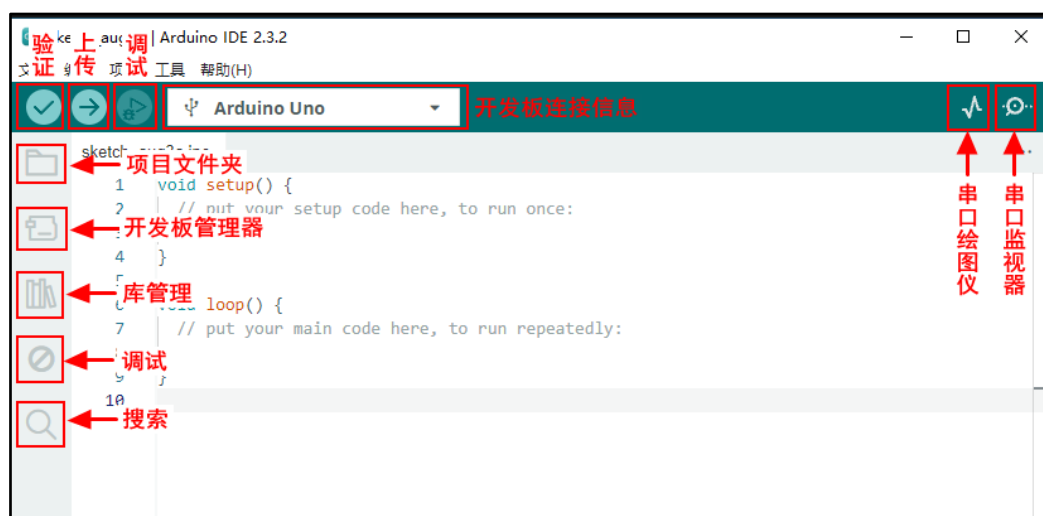 验证
上传
调试
| Arduino IDE 2.3.2
工具 帮助(H)
Arduino Uno
开发板连接信息
项目文件夹
1 void setup() {
2 // put your setup code here, to run once:
开发板管理器
4 }
库管理
loop() {
7 // put your main code here, to run repeatedly:
调试
9 }
10
搜索
串口绘图仪
串口监视器